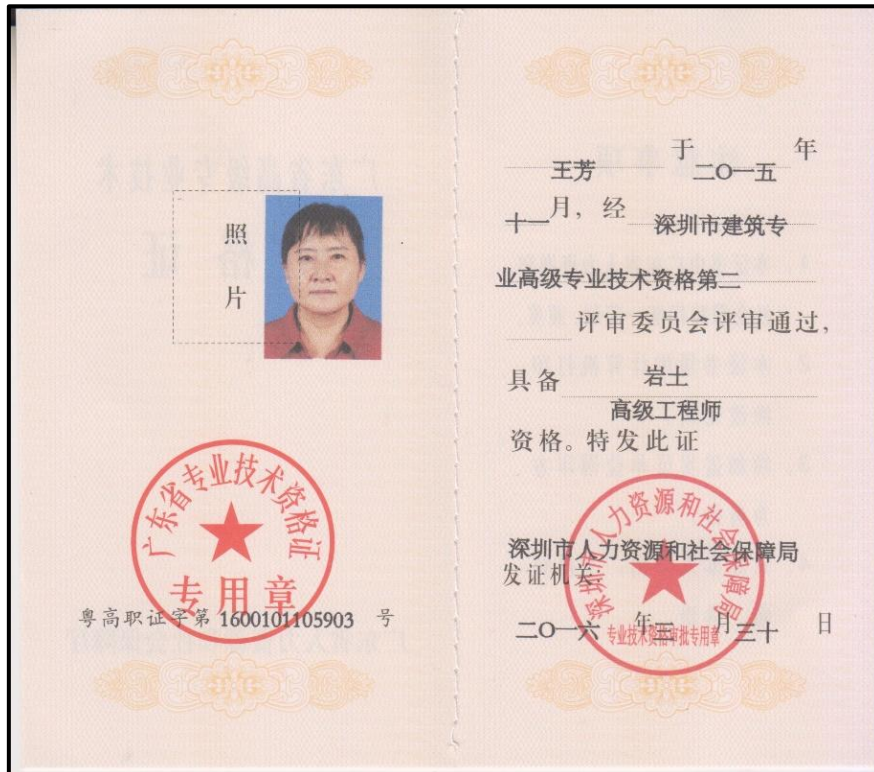 照
片
广东省专业技术资格证
专用章
粤高职证字第 1600101105903 号
王芳 于 二〇一五 年
十一 月，经 深圳市建筑专
业高级专业技术资格第二
评审委员会评审通过，
具备 岩土
高级工程师
资格。特发此证
深圳市人力资源和社会保障局
深圳市人力资源和社会保障局
发证机关：
二〇一六 年 三 月 三十 日
专业技术资格审批专用章